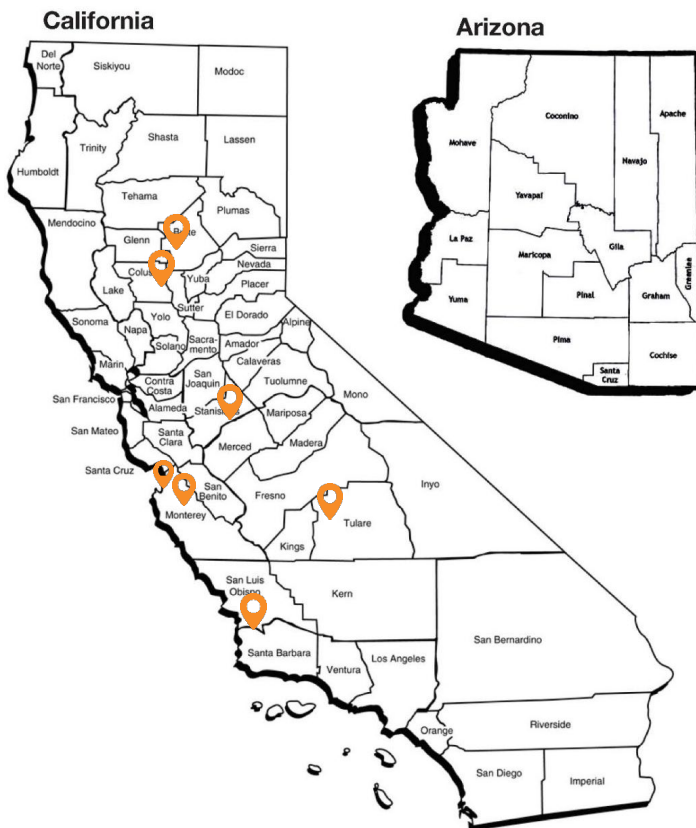 California
Del
Norte
Siskiyou
Modoc
Trinity
Shasta
Lassen
Humboldt
Tehama
Plumas
Mendocino
Glenn
Sierra
Nevada
Lake
Yuba
Placer
Sutter
Yolo
El Dorado
Sonoma
Napa
Sacra-
mento
Alpine
Solano
Amador
Marin
Calaveras
San
Joaquin
Contra
Costa
Tuolumne
Mono
San Francisco
Alameda
Mariposa
San Mateo
Santa
Clara
Merced
Madera
Santa Cruz
San
Benito
Fresno
Inyo
Monterey
Tulare
Kings
San Luis
Obispo
Kern
San Bernardino
Santa Barbara
Ventura
Los Angeles
Orange
Riverside
San Diego
Imperial
Arizona
Mohave
Coconino
Navajo
Apache
Yavapai
La Paz
Maricopa
Gila
Greenlee
Yuma
Pinal
Graham
Pima
Santa
Cruz
Cochise